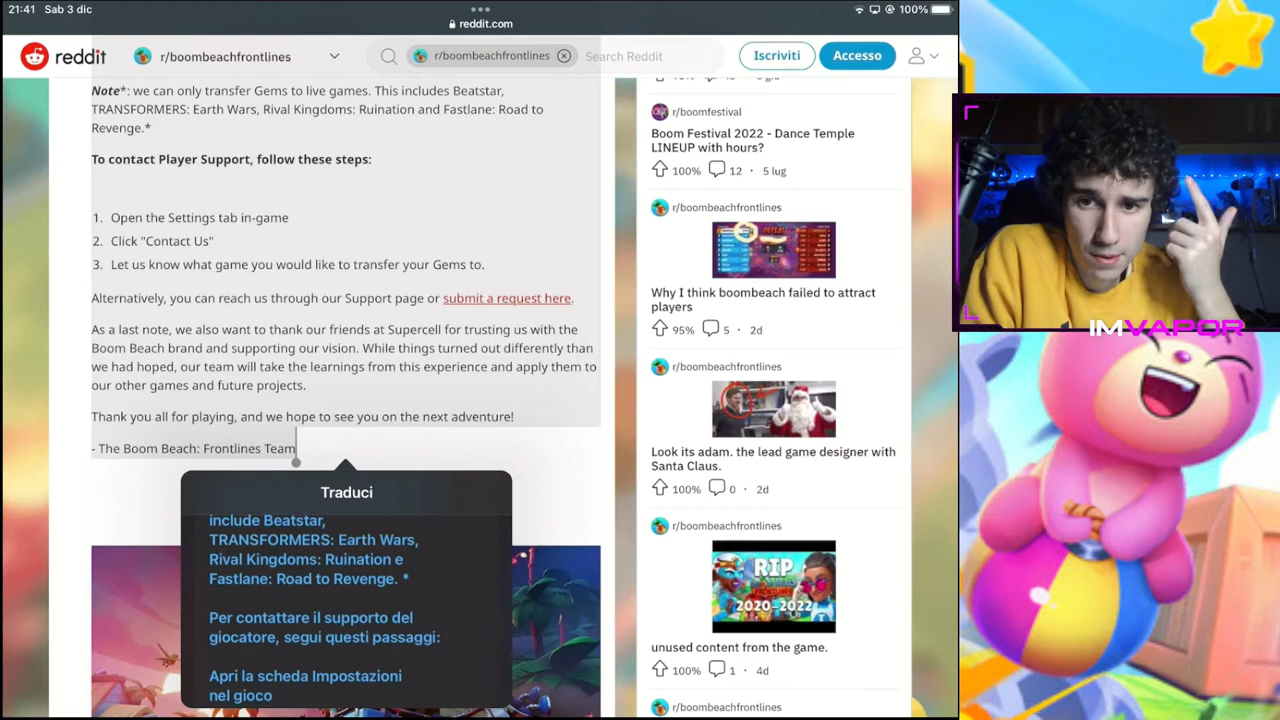 21:41 Sab 3 dic
100%
reddit.com
reddit
r/boombeachfrontlines
r/boombeachfrontlines
Search Reddit
Iscriviti
Accesso
Note*: we can only transfer Gems to live games. This includes Beatstar,
TRANSFORMERS: Earth Wars, Rival Kingdoms: Ruination and Fastlane: Road to
Revenge.*
To contact Player Support, follow these steps:
1. Open the Settings tab in-game
2. Click "Contact Us"
3. Let us know what game you would like to transfer your Gems to.
Alternatively, you can reach us through our Support page or submit a request here.
As a last note, we also want to thank our friends at Supercell for trusting us with the
Boom Beach brand and supporting our vision. While things turned out differently than
we had hoped, our team will take the learnings from this experience and apply them to
our other games and future projects.
Thank you all for playing, and we hope to see you on the next adventure!
- The Boom Beach: Frontlines Team
Traduci
include Beatstar,
TRANSFORMERS: Earth Wars,
Rival Kingdoms: Ruination e
Fastlane: Road to Revenge. *
Per contattare il supporto del
giocatore, segui questi passaggi:
Apri la scheda Impostazioni
nel gioco
r/boomfestival
Boom Festival 2022 - Dance Temple
LINEUP with hours?
100% 12 · 5 lug
r/boombeachfrontlines
DEFEAT
Why I think boombeach failed to attract
players
95% 5 · 2d
r/boombeachfrontlines
Look its adam. the lead game designer with
Santa Claus.
100% 0 · 2d
r/boombeachfrontlines
RIP
2020-2022
unused content from the game.
100% 1 · 4d
r/boombeachfrontlines
IMVAPOR